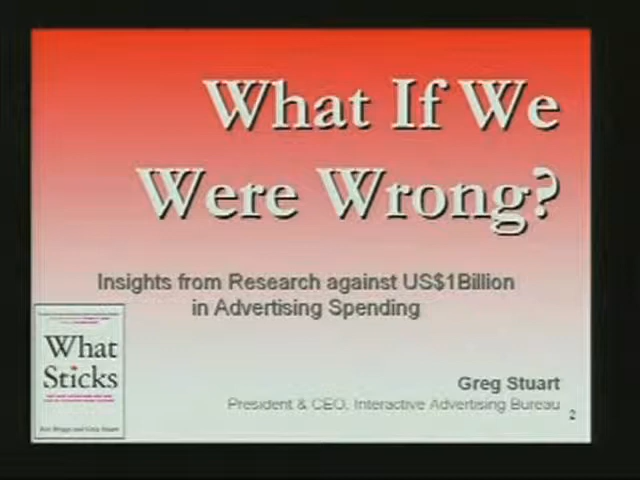 What If We
Were Wrong?
Insights from Research against US$1Billion
in Advertising Spending
What
Sticks
Greg Stuart
President & CEO, Interactive Advertising Bureau
2